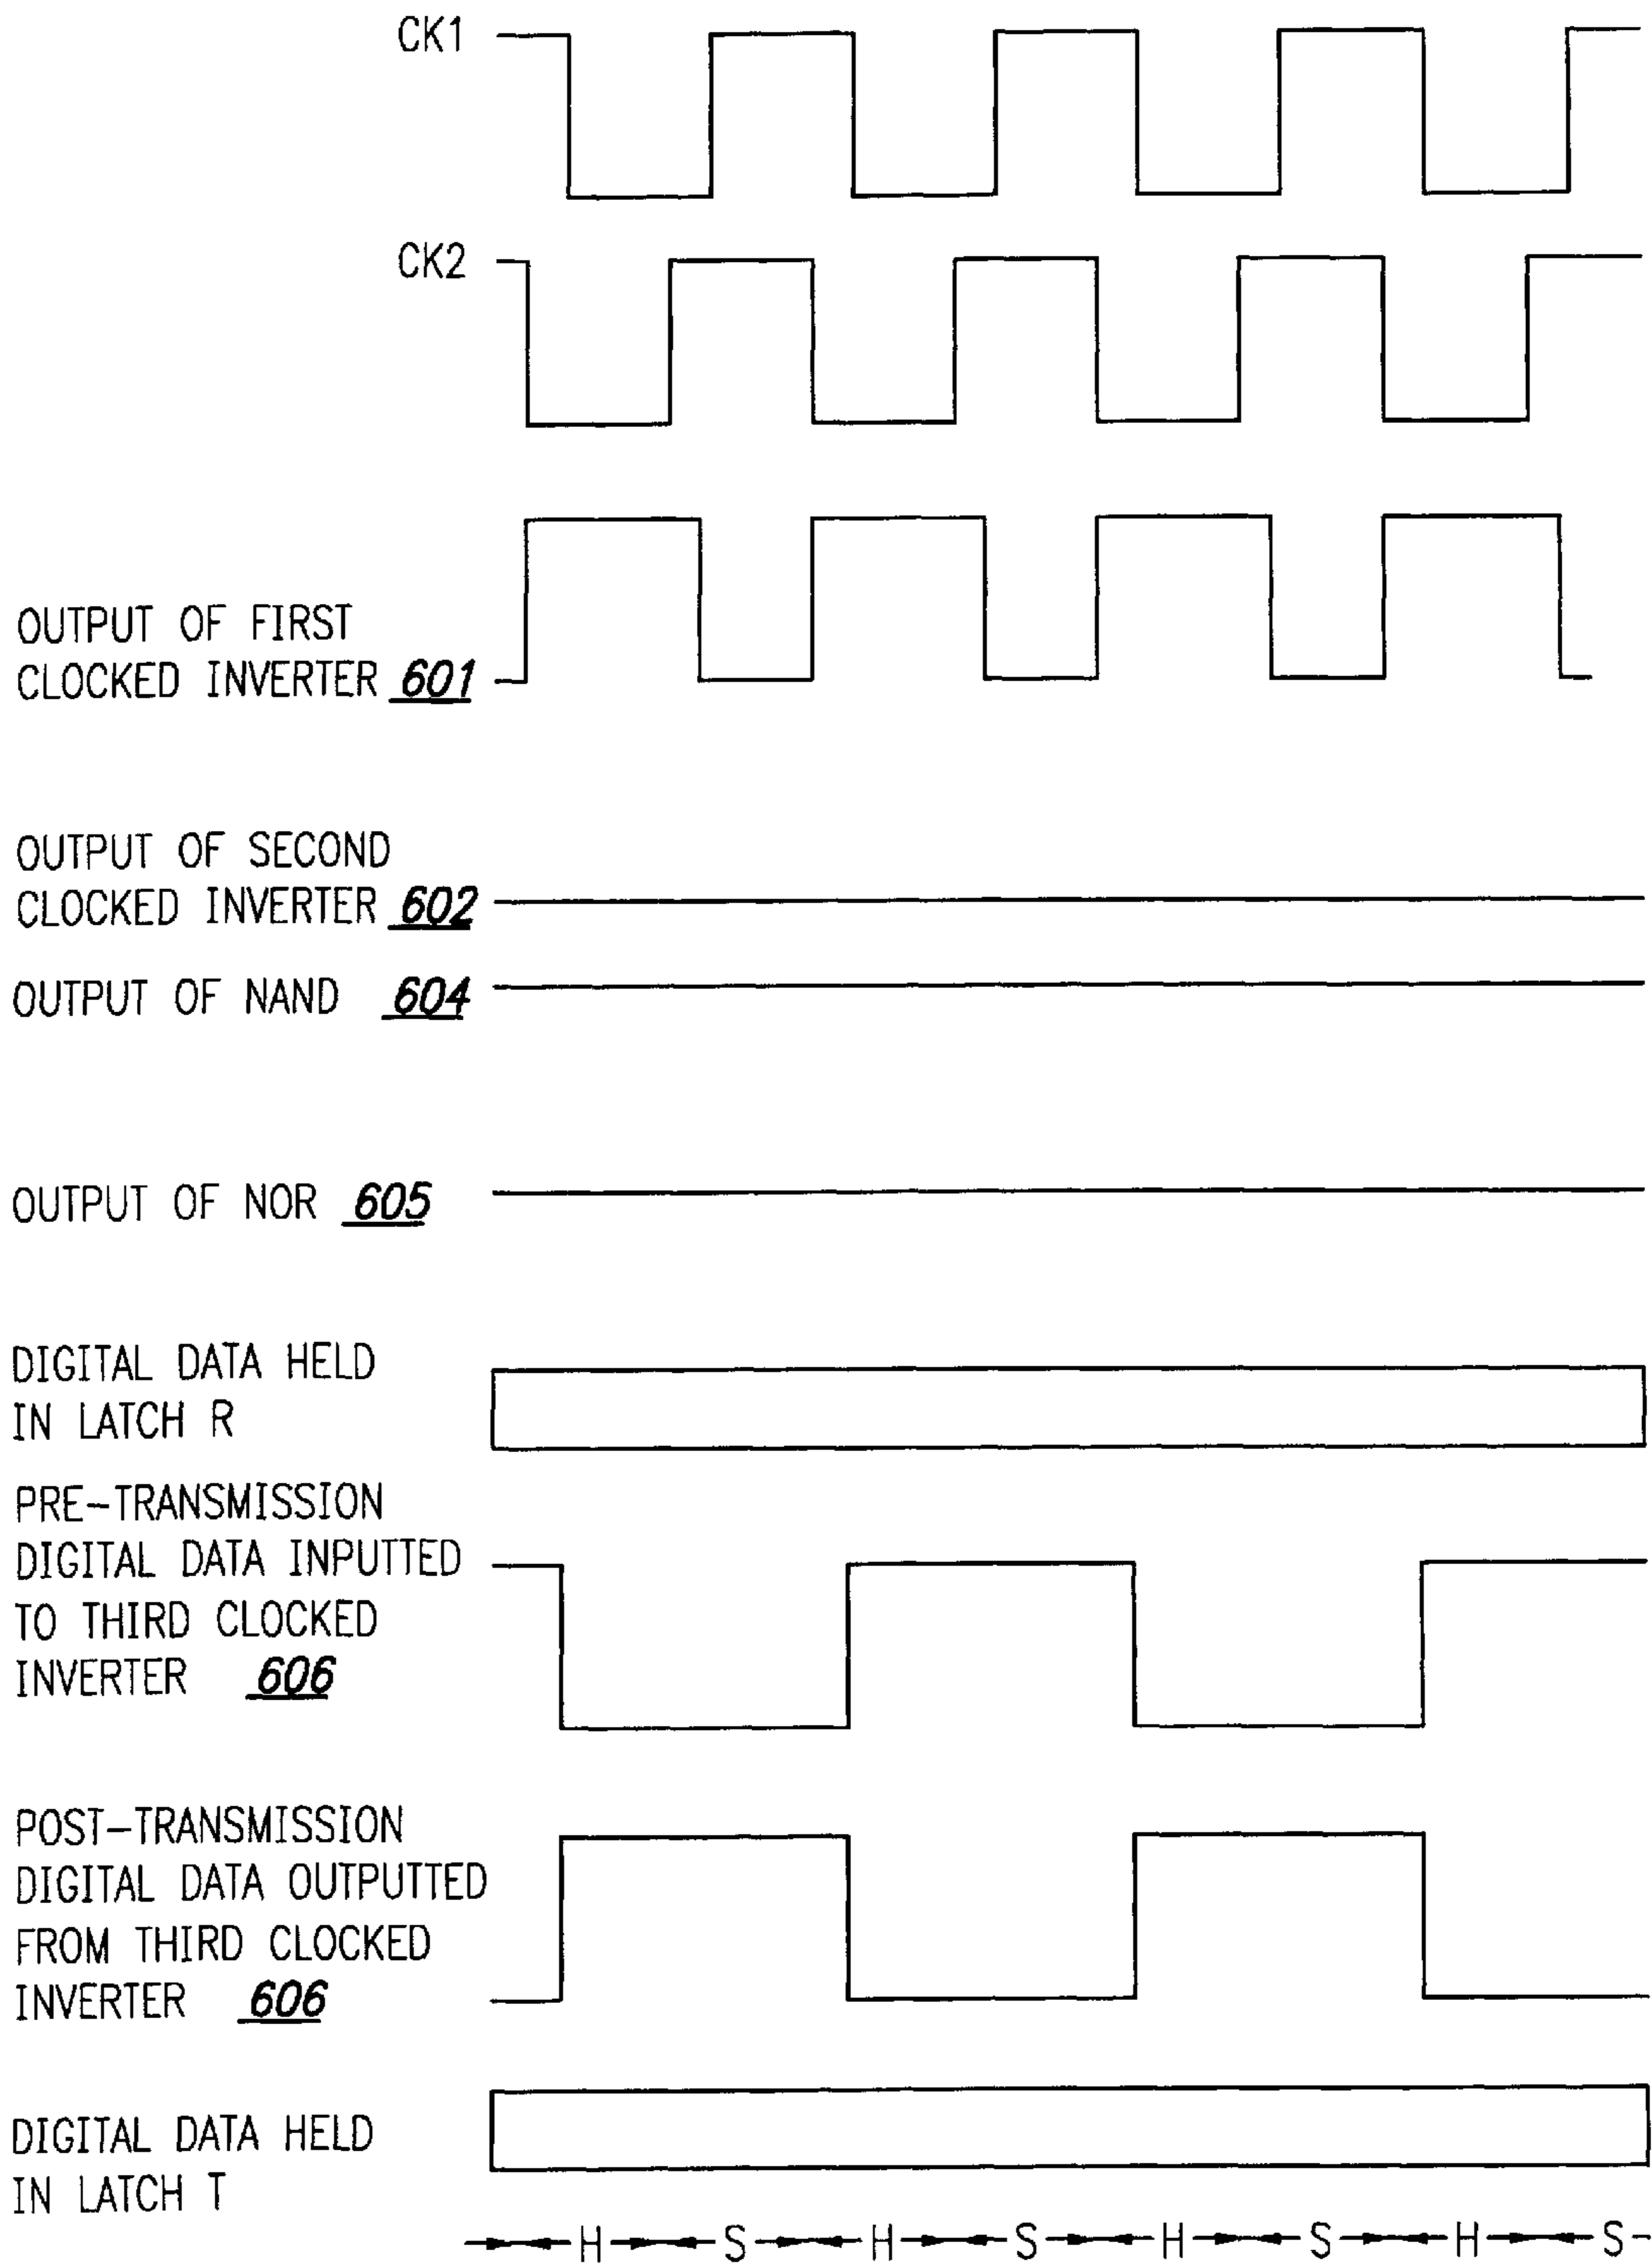 CK1
CK2
OUTPUT OF FIRST
CLOCKED INVERTER 601
OUTPUT OF SECOND
CLOCKED INVERTER 602
OUTPUT OF NAND 604
OUTPUT OF NOR 605
DIGITAL DATA HELD
IN LATCH R
PRE-TRANSMISSION
DIGITAL DATA INPUTTED
TO THIRD CLOCKED
INVERTER 606
POST-TRANSMISSION
DIGITAL DATA OUTPUTTED
FROM THIRD CLOCKED
INVERTER 606
DIGITAL DATA HELD
IN LATCH T
H S H S H S H S